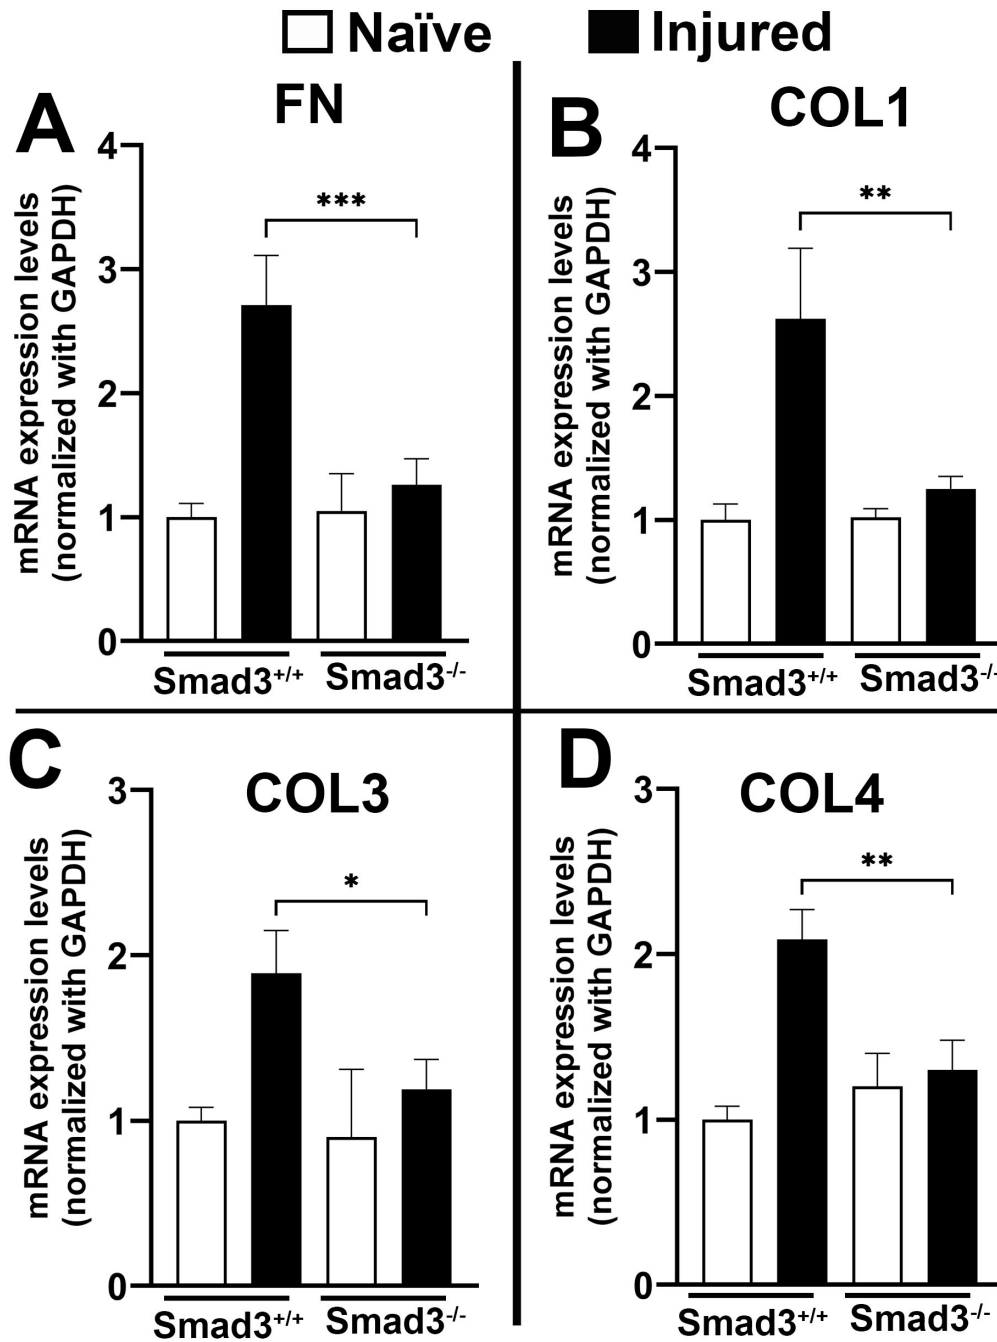 Naïve Injured
A FN
mRNA expression levels
(normalized with GAPDH)
4
3
2
1
0
***
Smad3+/+ Smad3-/-
B COL1
mRNA expression levels
(normalized with GAPDH)
4
3
2
1
0
**
Smad3+/+ Smad3-/-
C COL3
mRNA expression levels
(normalized with GAPDH)
3
2
1
0
*
Smad3+/+ Smad3-/-
D COL4
mRNA expression levels
(normalized with GAPDH)
3
2
1
0
**
Smad3+/+ Smad3-/-